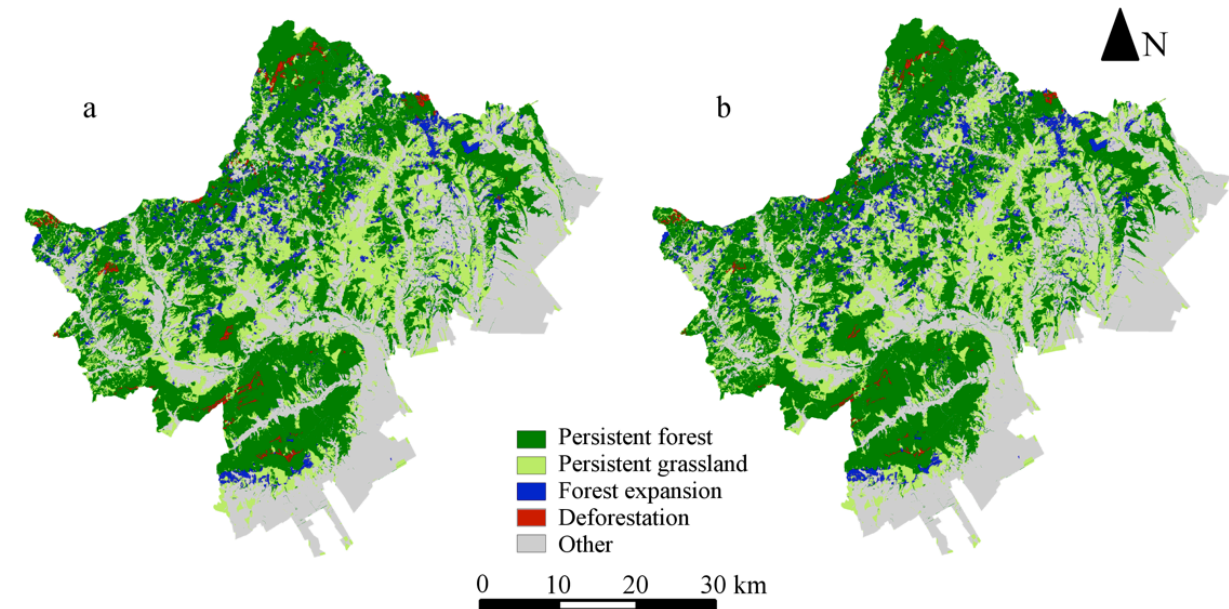 N
a
b
Persistent forest
Persistent grassland
Forest expansion
Deforestation
Other
0 10 20 30 km